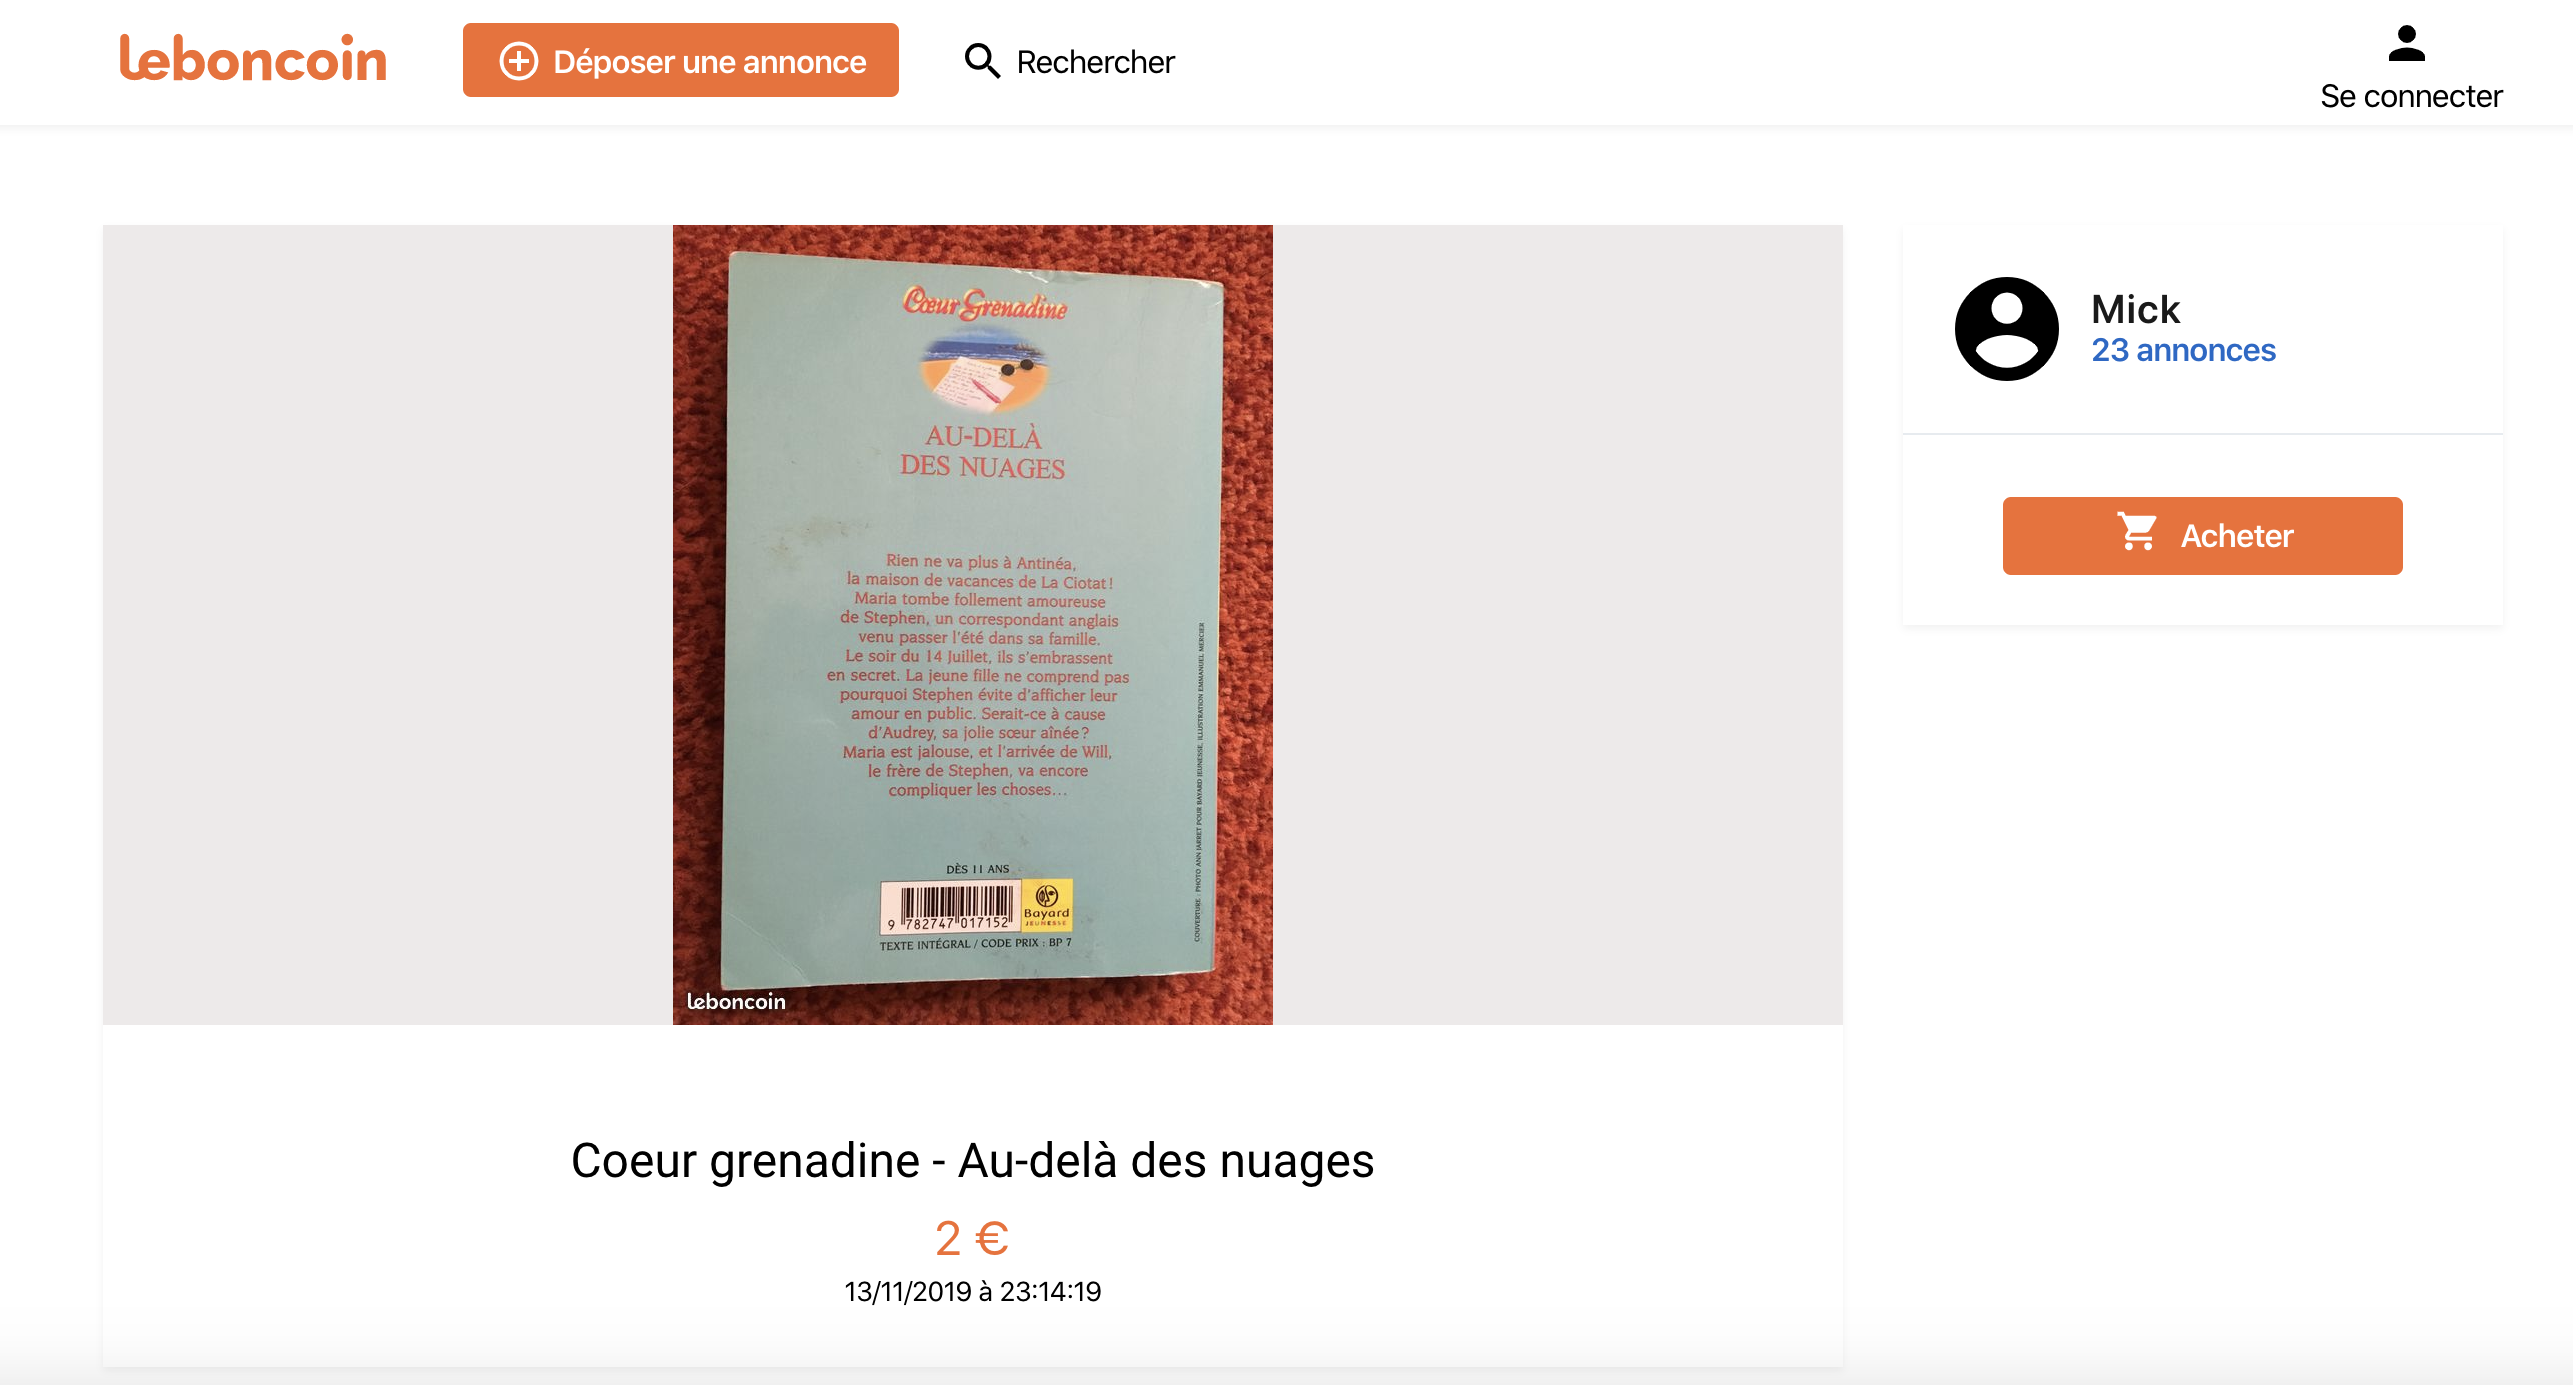 leboncoin
Déposer une annonce
Rechercher
Se connecter
Cœur Grenadine
AU-DELÀ
DES NUAGES
Rien ne va plus à Antinéa,
la maison de vacances de La Ciotat !
Maria tombe follement amoureuse
de Stephen, un correspondant anglais
venu passer l'été dans sa famille.
Le soir du 14 Juillet, ils s'embrassent
en secret. La jeune fille ne comprend pas
pourquoi Stephen évite d'afficher leur
amour en public. Serait-ce à cause
d'Audrey, sa jolie sœur aînée ?
Maria est jalouse, et l'arrivée de Will,
le frère de Stephen, va encore
compliquer les choses...
DÈS 11 ANS
9 782747 017152
Bayard
JEUNESSE
TEXTE INTÉGRAL / CODE PRIX : BP 7
COUVERTURE : PHOTO ANN JARRET POUR BAYARD JEUNESSE. ILLUSTRATION EMMANUEL MERCIER
leboncoin
Mick
23 annonces
Acheter
Coeur grenadine - Au-delà des nuages
2 €
13/11/2019 à 23:14:19